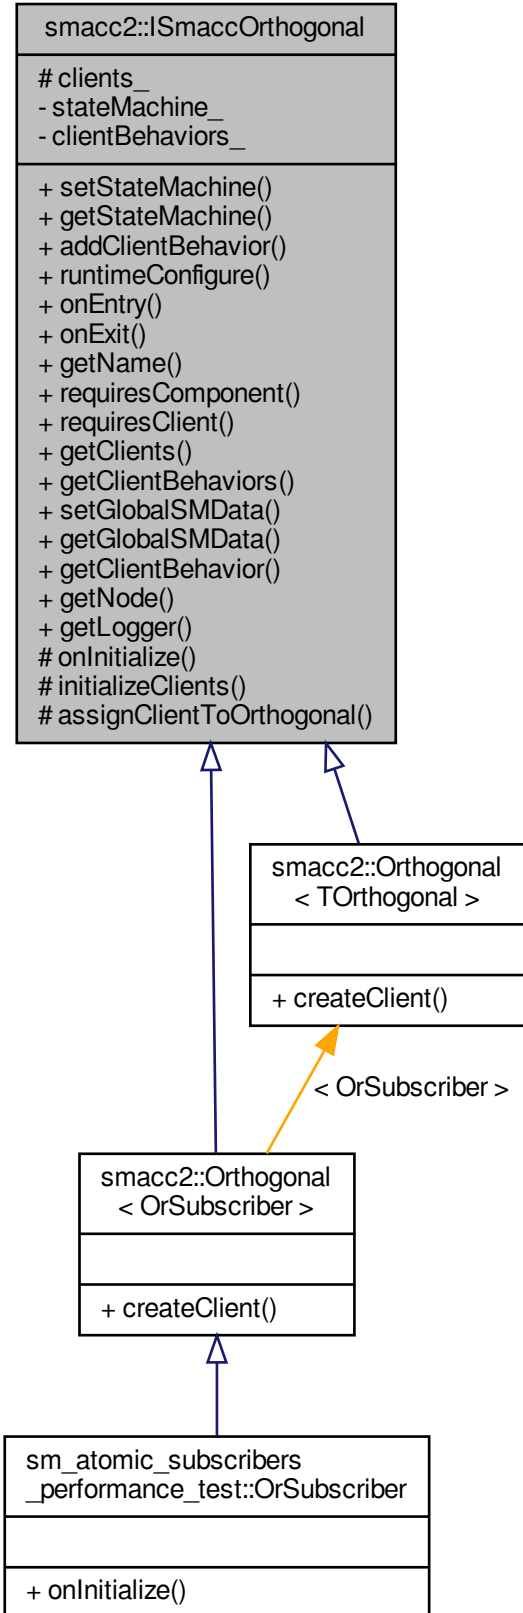 smacc2::ISmaccOrthogonal
# clients_
- stateMachine_
- clientBehaviors_
+ setStateMachine()
+ getStateMachine()
+ addClientBehavior()
+ runtimeConfigure()
+ onEntry()
+ onExit()
+ getName()
+ requiresComponent()
+ requiresClient()
+ getClients()
+ getClientBehaviors()
+ setGlobalSMData()
+ getGlobalSMData()
+ getClientBehavior()
+ getNode()
+ getLogger()
# onInitialize()
# initializeClients()
# assignClientToOrthogonal()
smacc2::Orthogonal
< TOrthogonal >
+ createClient()
< OrSubscriber >
smacc2::Orthogonal
< OrSubscriber >
+ createClient()
sm_atomic_subscribers
_performance_test::OrSubscriber
+ onInitialize()